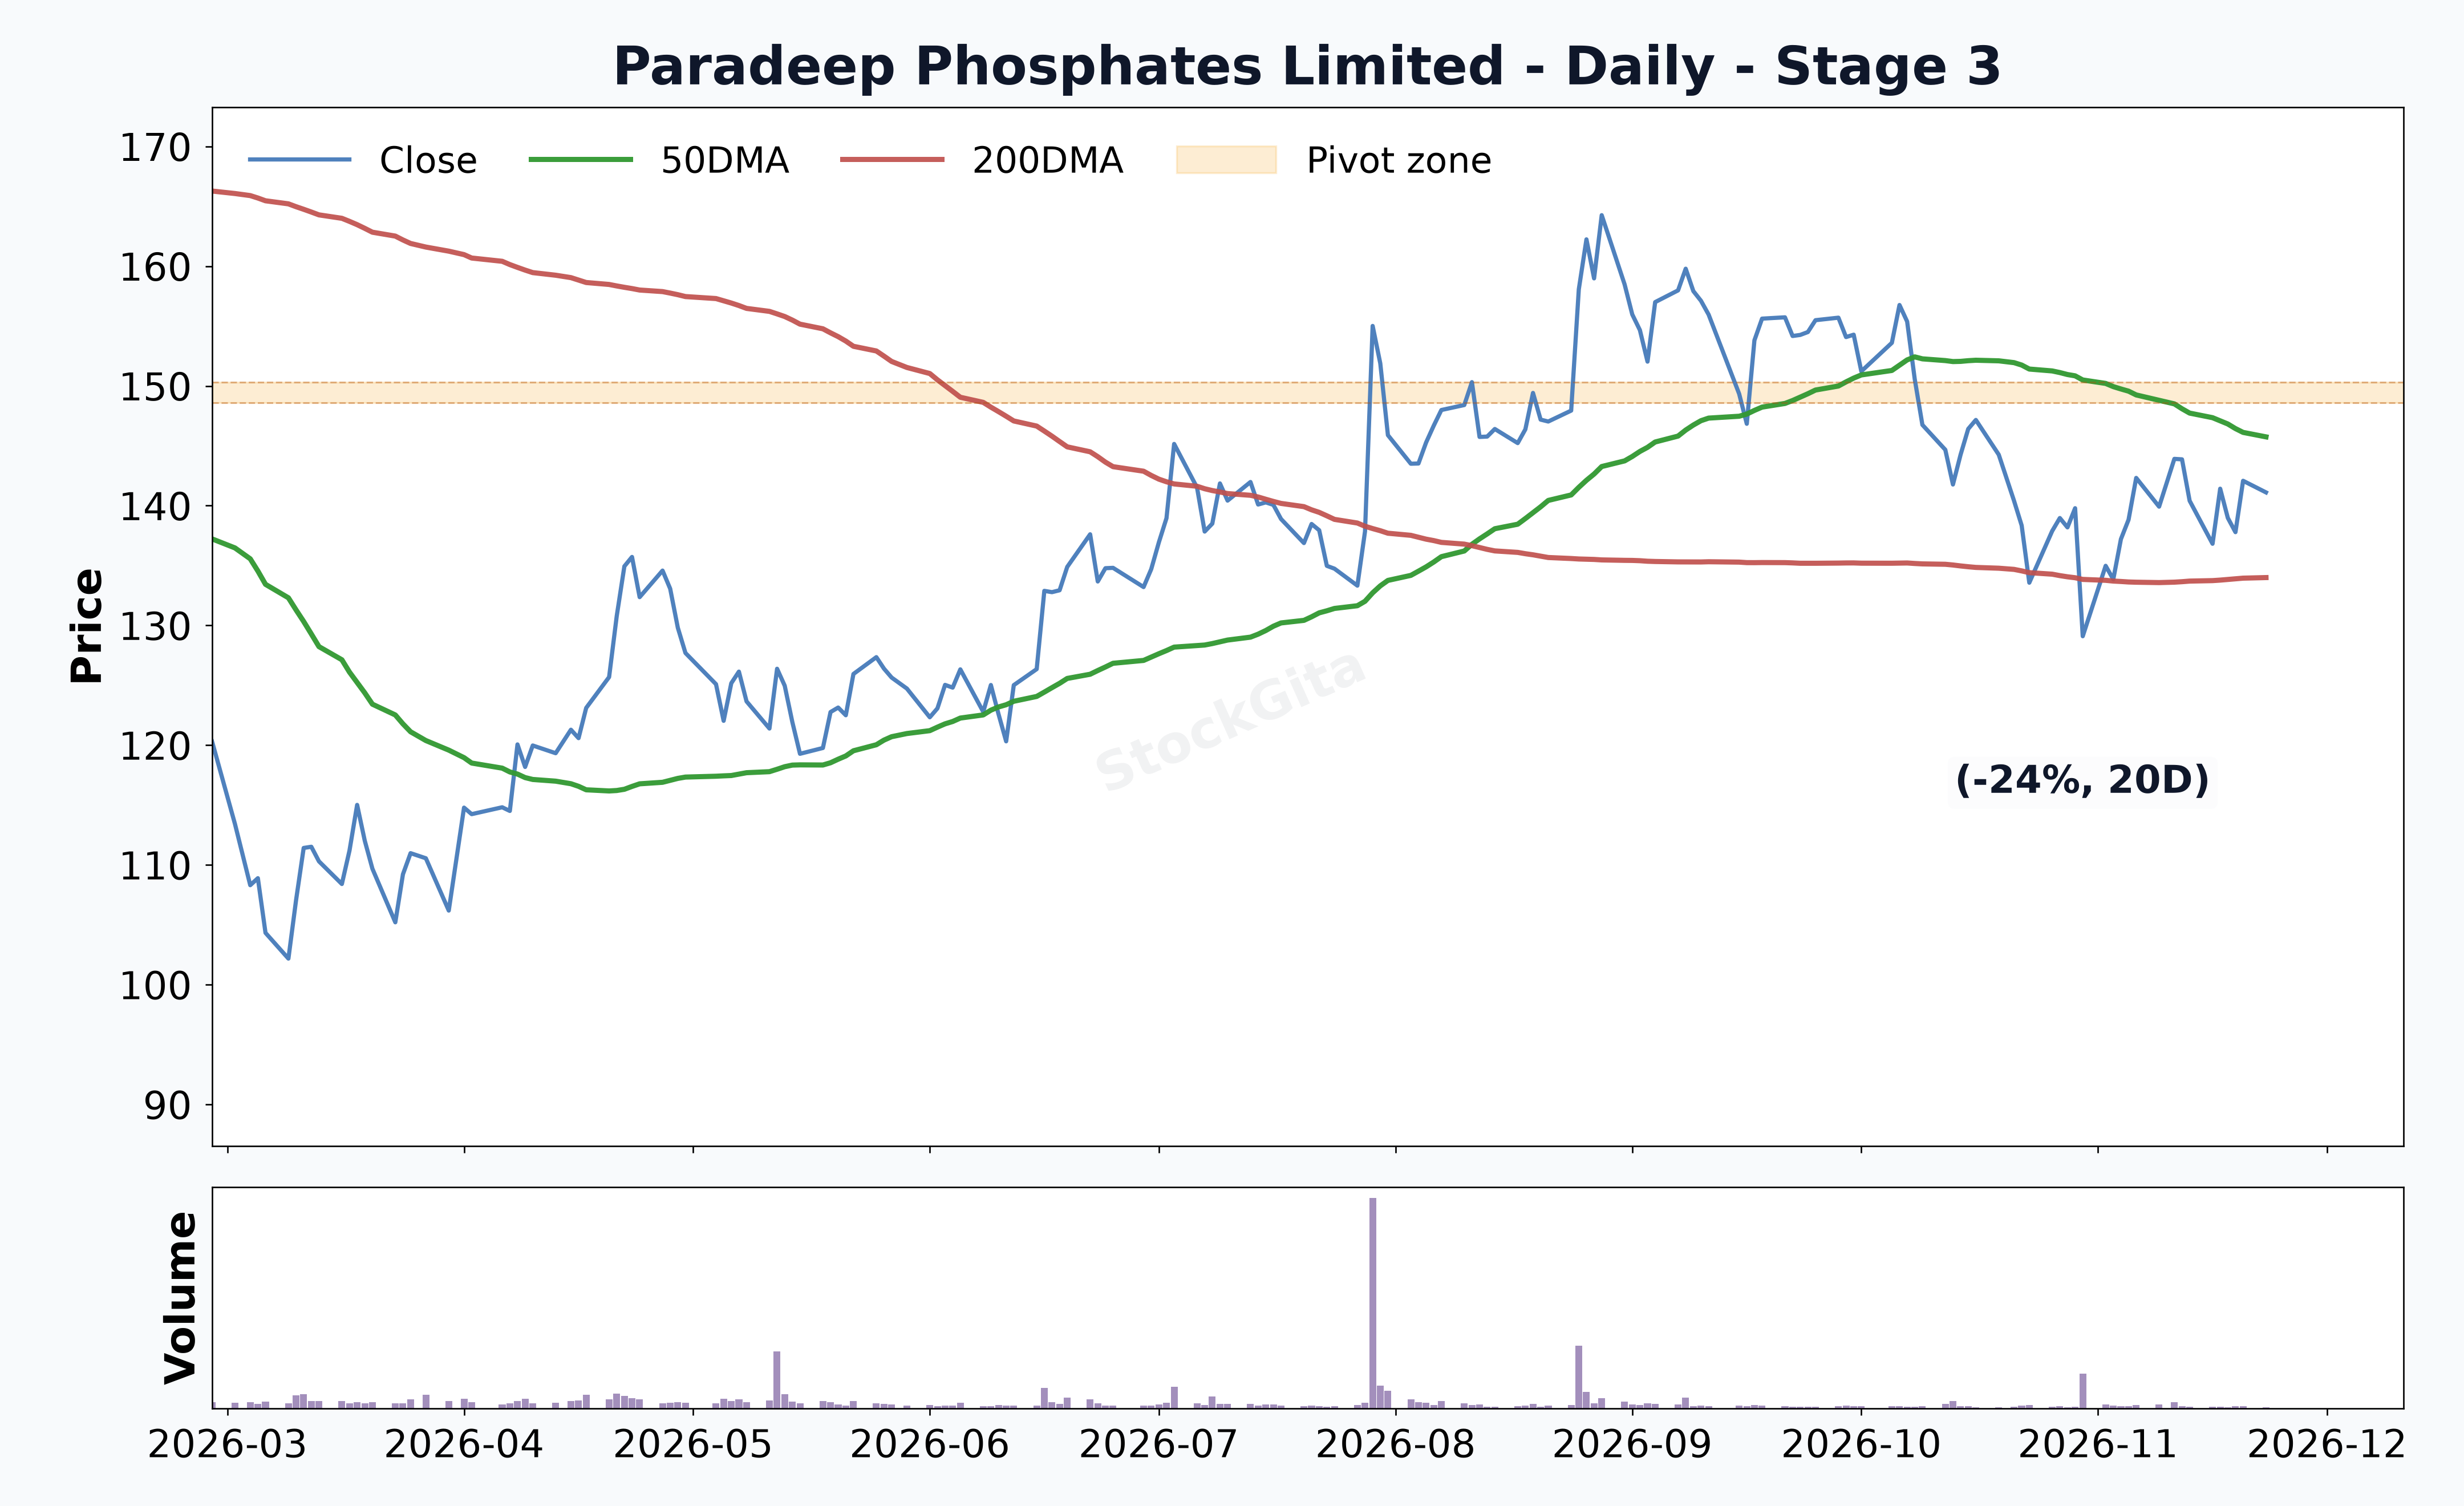 Paradeep Phosphates Limited - Daily - Stage 3
Close 50DMA 200DMA Pivot zone
170
160
150
140
130
120
110
100
90
Price
StockGita
(-24%, 20D)
Volume
2026-03 2026-04 2026-05 2026-06 2026-07 2026-08 2026-09 2026-10 2026-11 2026-12